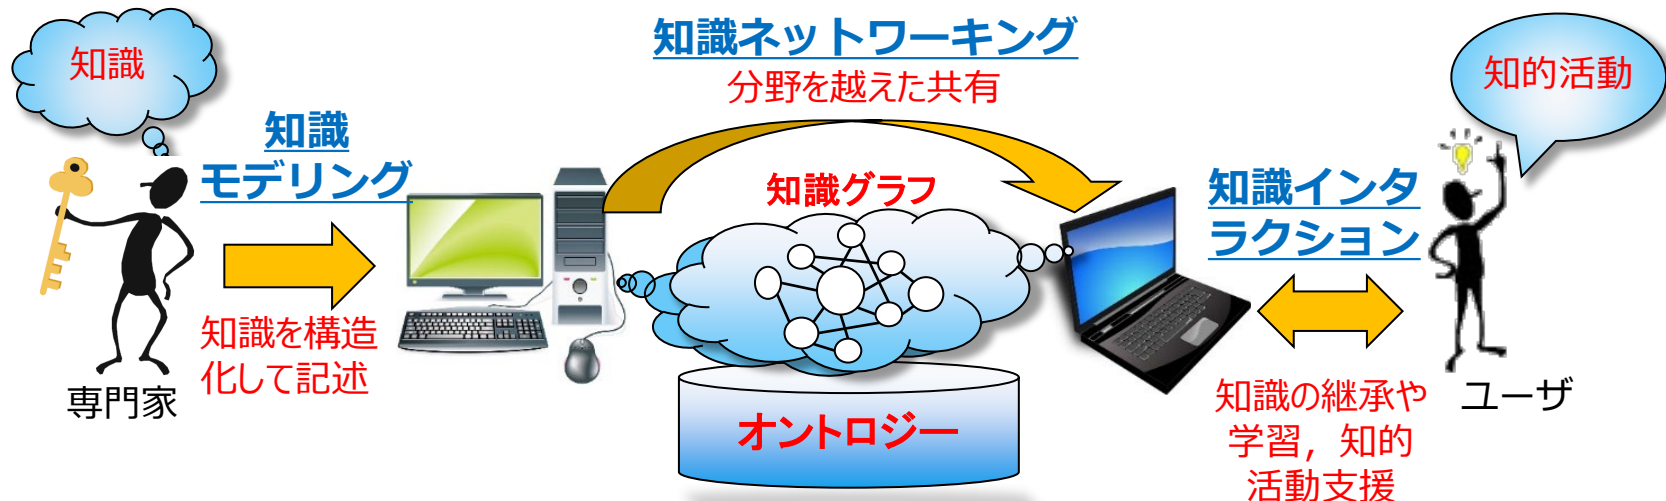 知識
知識
モデリング
知識を構造
化して記述
専門家
知識ネットワーキング
分野を越えた共有
知識グラフ
オントロジー
知識インタ
ラクション
知識の継承や
学習，知的
活動支援
知的活動
ユーザ